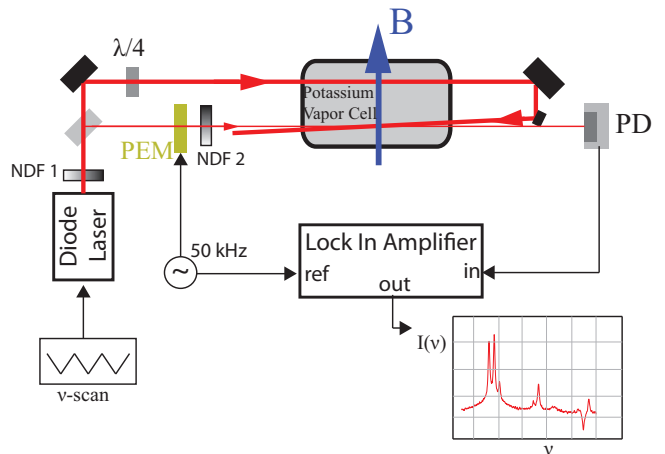 B
λ/4
Potassium
Vapor Cell
PD
PEM
NDF 2
NDF 1
Diode
Laser
50 kHz
~
Lock In Amplifier
ref
in
out
I(ν)
ν-scan
ν